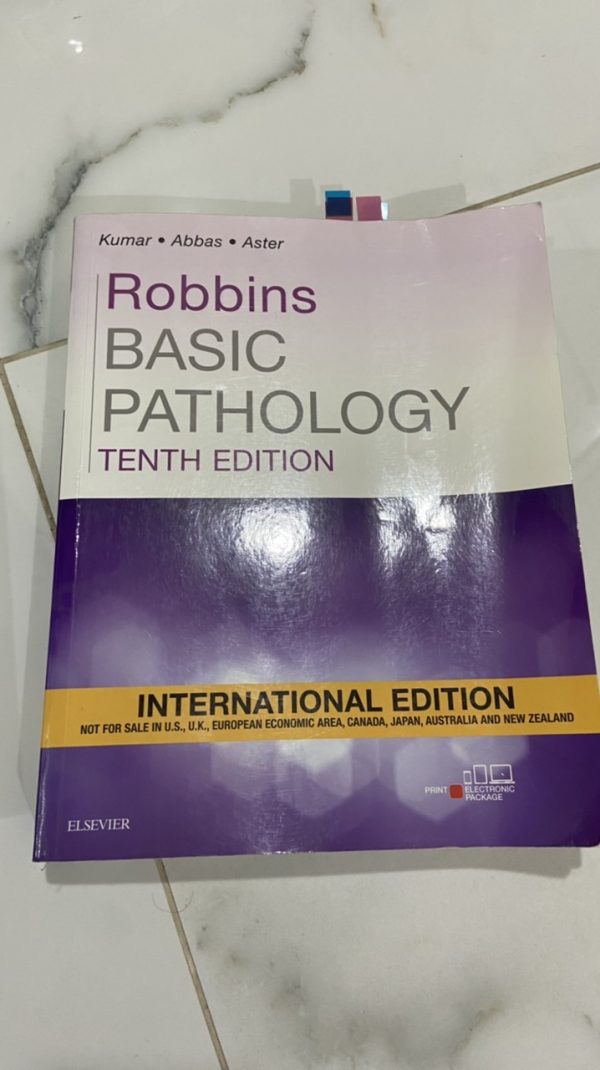 Kumar • Abbas • Aster
Robbins
BASIC
PATHOLOGY
TENTH EDITION
INTERNATIONAL EDITION
NOT FOR SALE IN U.S., U.K., EUROPEAN ECONOMIC AREA, CANADA, JAPAN, AUSTRALIA AND NEW ZEALAND
PRINT ELECTRONIC
PACKAGE
ELSEVIER